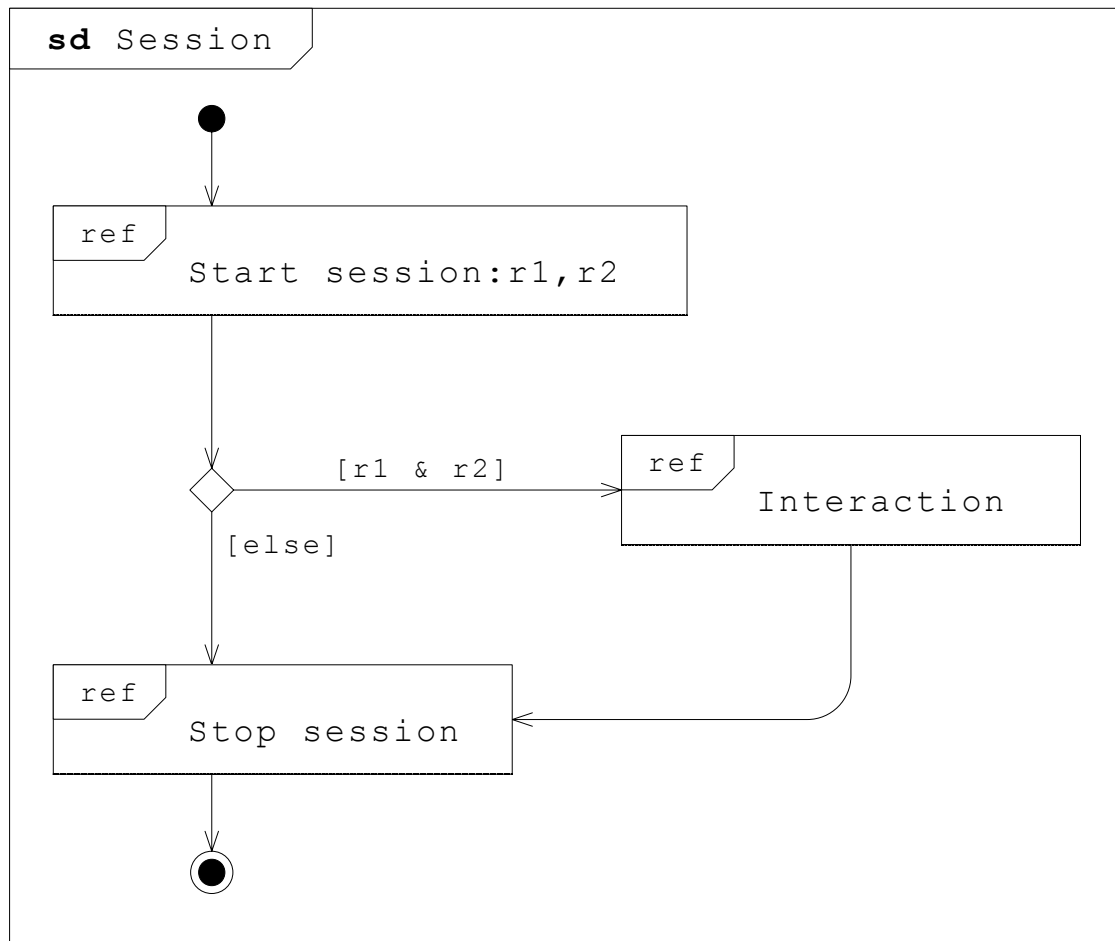 sd Session
ref
Start session:r1,r2
[r1 & r2]
ref
Interaction
[else]
ref
Stop session